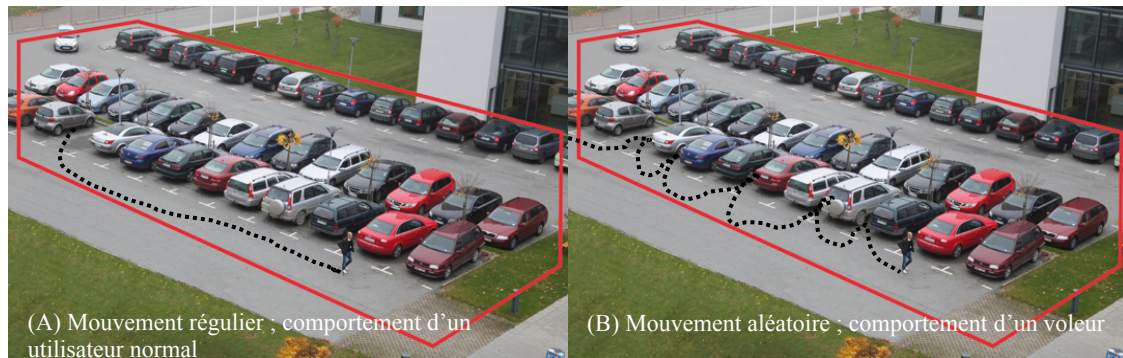 (A) Mouvement régulier ; comportement d’un
utilisateur normal
(B) Mouvement aléatoire ; comportement d’un voleur